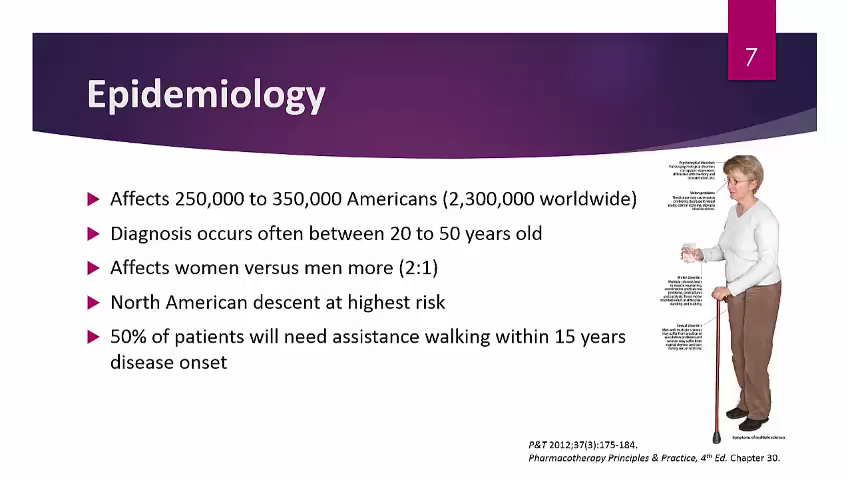 7
Epidemiology
Affects 250,000 to 350,000 Americans (2,300,000 worldwide)
Diagnosis occurs often between 20 to 50 years old
Affects women versus men more (2:1)
North American descent at highest risk
50% of patients will need assistance walking within 15 years
disease onset
Symptoms of multiple sclerosis
P&T 2012;37(3):175-184.
Pharmacotherapy Principles & Practice, 4th Ed. Chapter 30.